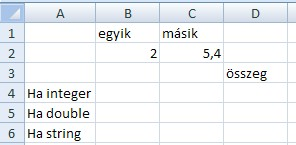 A B C D
1 egyik másik
2 2 5,4
3 összeg
4 Ha integer
5 Ha double
6 Ha string